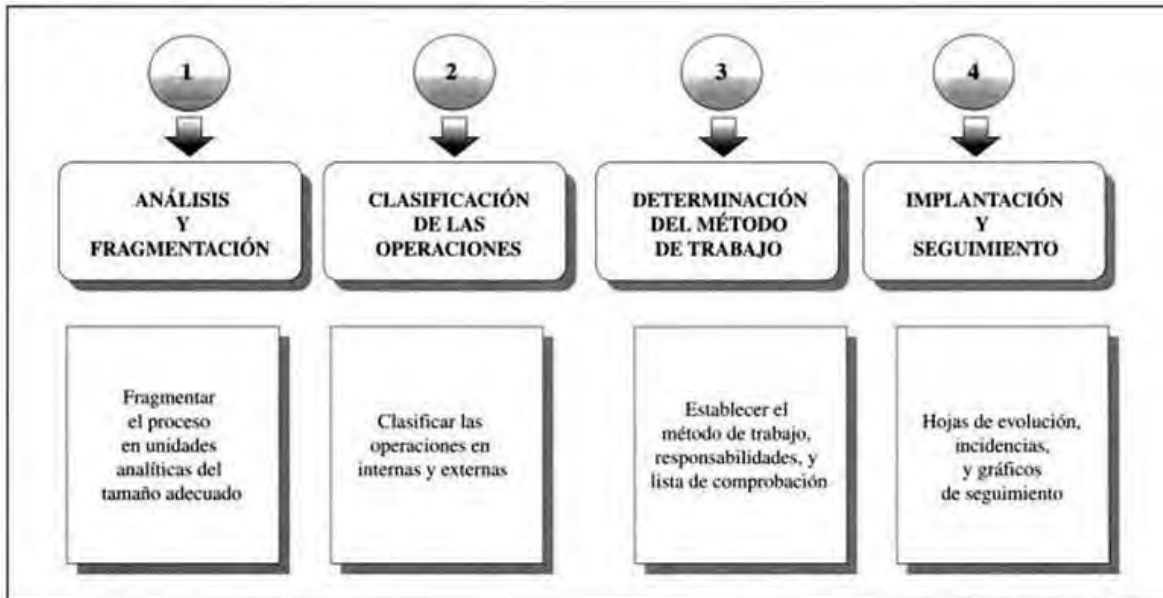 1
ANÁLISIS
Y
FRAGMENTACIÓN
Fragmentar
el proceso
en unidades
analíticas del
tamaño adecuado
2
CLASIFICACIÓN
DE LAS
OPERACIONES
Clasificar las
operaciones en
internas y externas
3
DETERMINACIÓN
DEL MÉTODO
DE TRABAJO
Establecer el
método de trabajo,
responsabilidades, y
lista de comprobación
4
IMPLANTACIÓN
Y
SEGUIMIENTO
Hojas de evolución,
incidencias,
y gráficos
de seguimiento